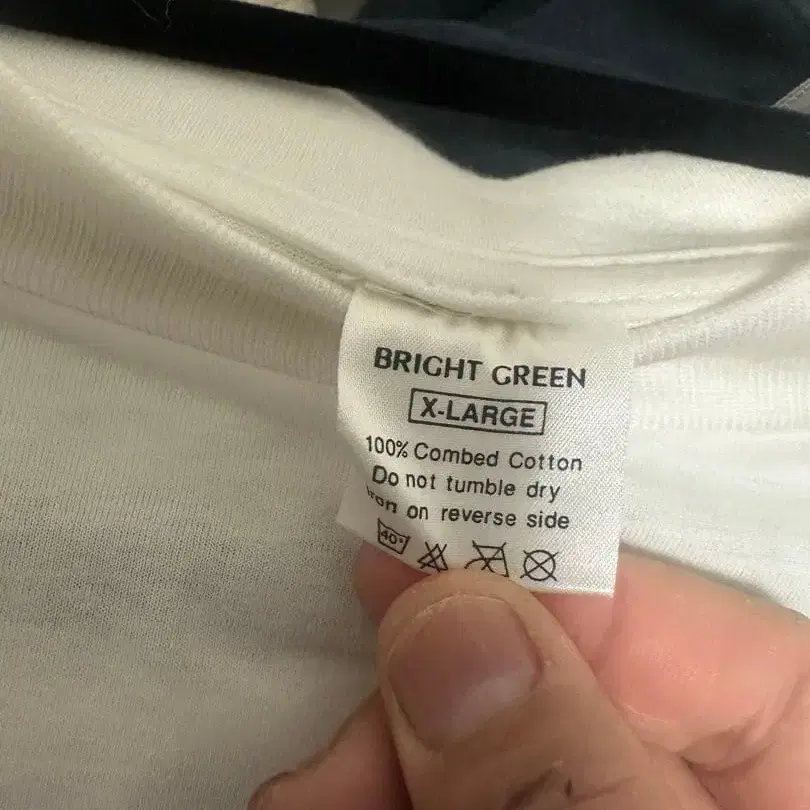 BRIGHT GREEN
X-LARGE
100% Combed Cotton
Do not tumble dry
Iron on reverse side
40°